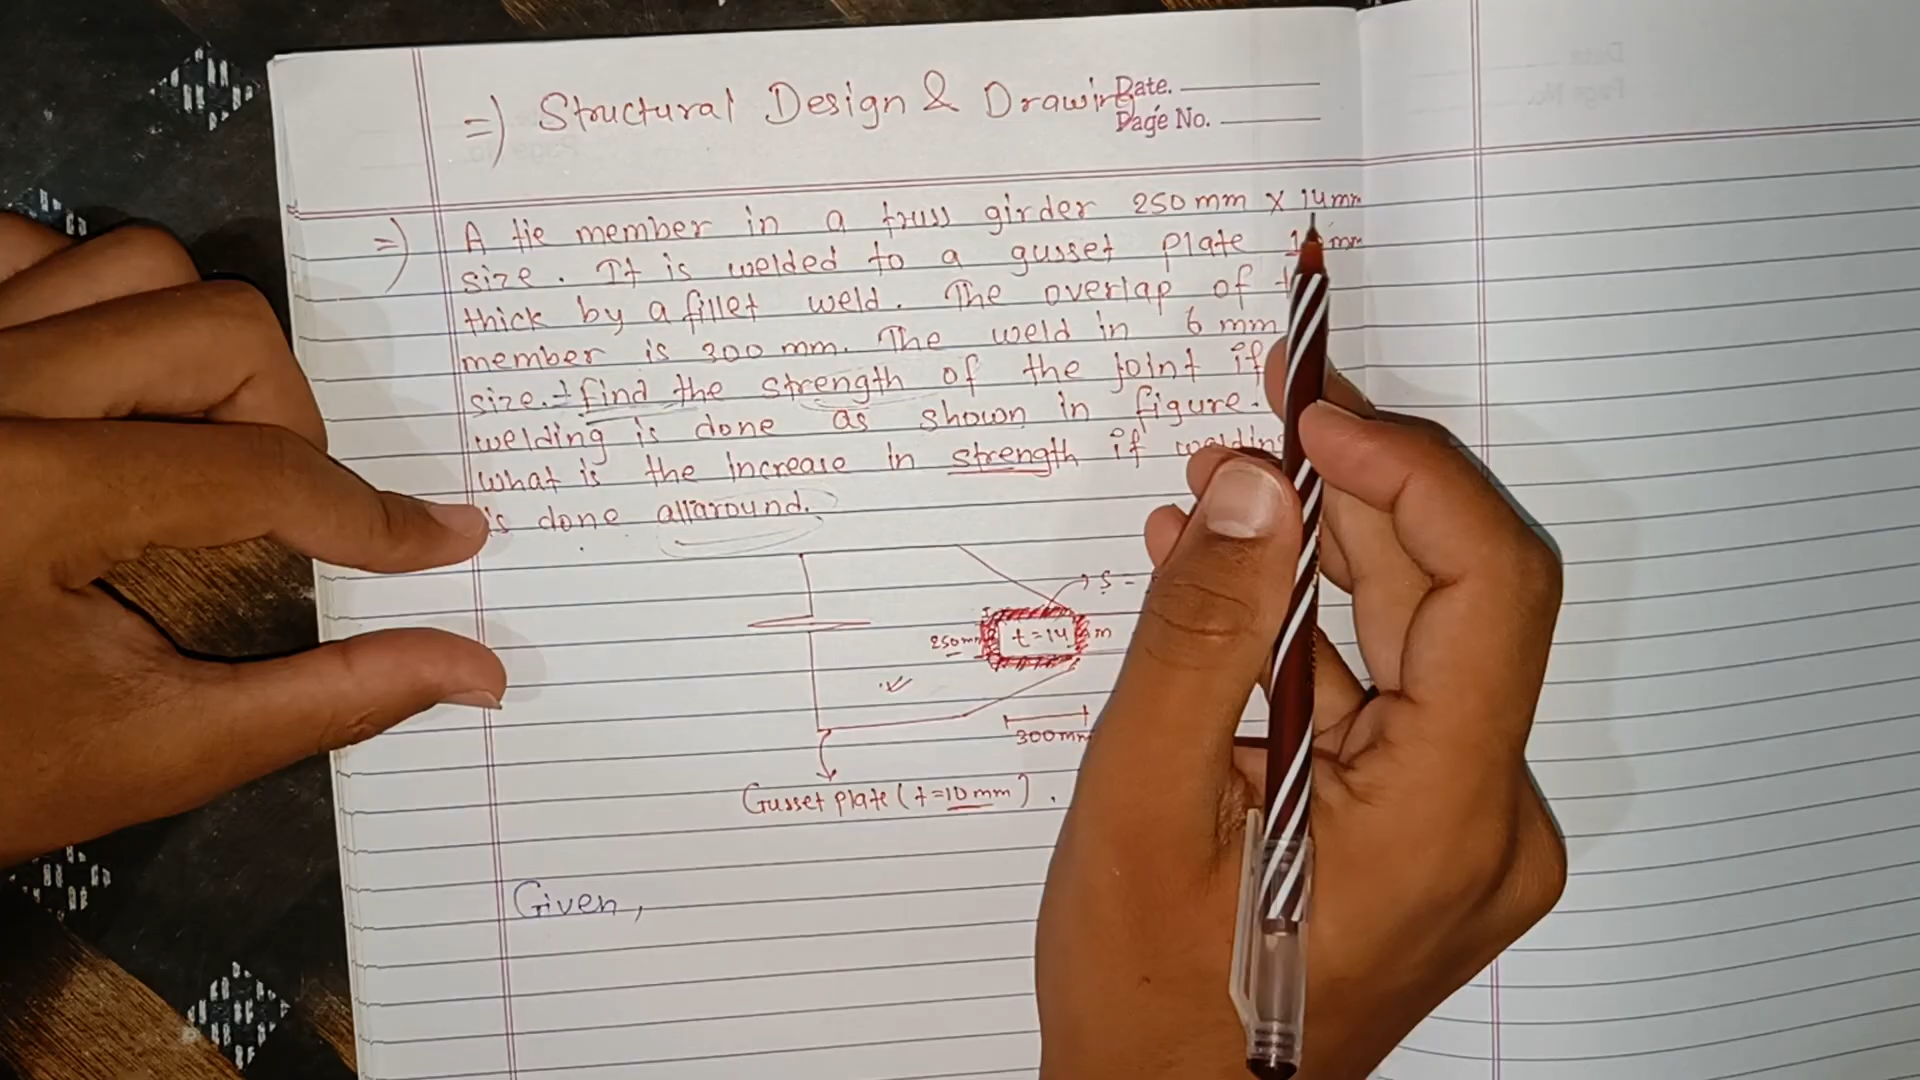 =) Structural Design & Drawing
Date.
Page No.
=) A tie member in a truss girder 250 mm x 14mm
size. It is welded to a gusset plate mm
thick by a fillet weld. The overlap of
member is 300 mm. The weld in 6 mm
size. find the strength of the joint if
welding is done as shown in figure.
what is the increase in strength if welding
is done allaround.
S =
250mm
t=14 mm
300mm
Gusset plate (t=10 mm).
Given,